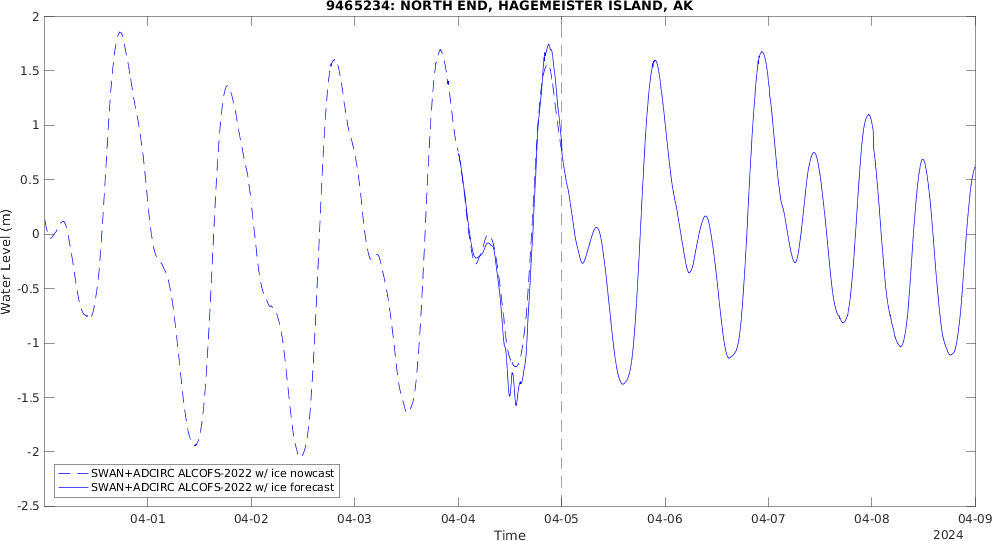 9465234: NORTH END, HAGEMEISTER ISLAND, AK
2
1.5
1
0.5
0
-0.5
-1
-1.5
-2
-2.5
Water Level (m)
SWAN+ADCIRC ALCOFS-2022 w/ ice nowcast
SWAN+ADCIRC ALCOFS-2022 w/ ice forecast
04-01 04-02 04-03 04-04 04-05 04-06 04-07 04-08 04-09
Time
2024